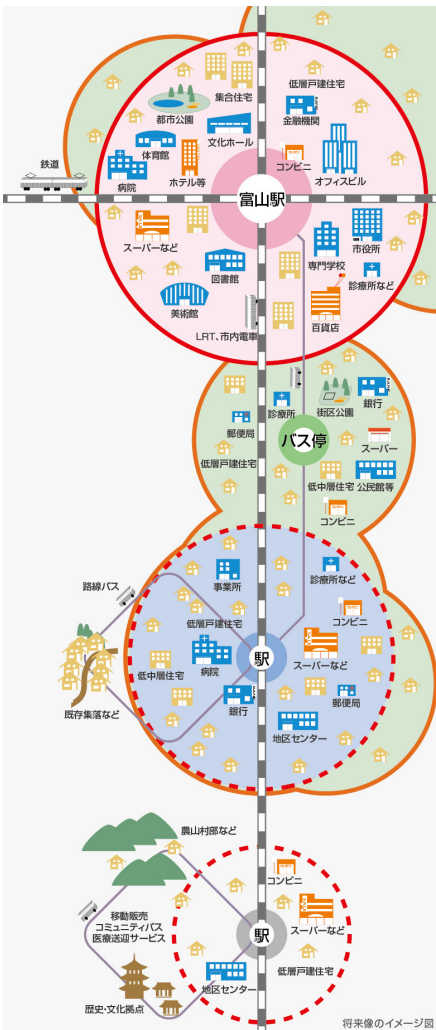 低層戸建住宅
集合住宅
金融機関
都市公園
文化ホール
体育館
コンビニ
鉄道
病院
ホテル等
オフィスビル
富山駅
市役所
スーパーなど
専門学校
図書館
診療所など
美術館
百貨店
LRT、市内電車
診療所
街区公園
銀行
郵便局
バス停
スーパー
低層戸建住宅
低中層住宅
公民館等
コンビニ
路線バス
事業所
診療所など
コンビニ
低層戸建住宅
駅
低中層住宅
病院
スーパーなど
既存集落など
銀行
郵便局
地区センター
農山村部など
コンビニ
移動販売
コミュニティバス
医療送迎サービス
駅
スーパーなど
地区センター
低層戸建住宅
歴史・文化拠点
将来像のイメージ図